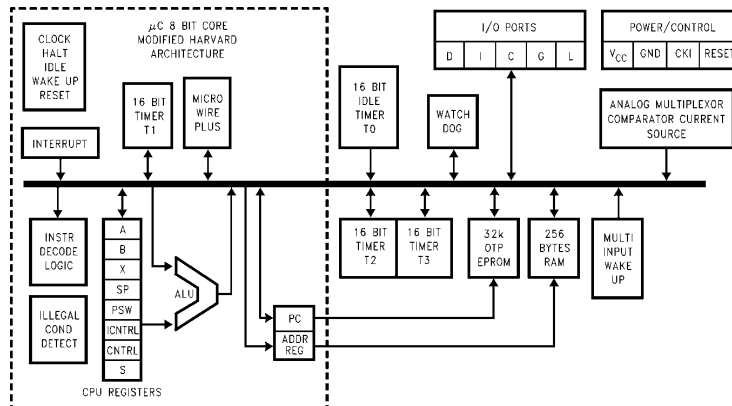 μC 8 BIT CORE
MODIFIED HARVARD
ARCHITECTURE
CLOCK
HALT
IDLE
WAKE UP
RESET
16 BIT
TIMER
T1
MICRO
WIRE
PLUS
INTERRUPT
I/O PORTS
D I C G L
POWER/CONTROL
VCC GND CKI RESET
16 BIT
IDLE
TIMER
T0
WATCH
DOG
ANALOG MULTIPLEXOR
COMPARATOR CURRENT
SOURCE
INSTR
DECODE
LOGIC
ILLEGAL
COND
DETECT
A
B
X
SP
PSW
ICNTRL
CNTRL
S
CPU REGISTERS
ALU
PC
ADDR
REG
16 BIT
TIMER
T2
16 BIT
TIMER
T3
32k
OTP
EPROM
256
BYTES
RAM
MULTI
INPUT
WAKE
UP